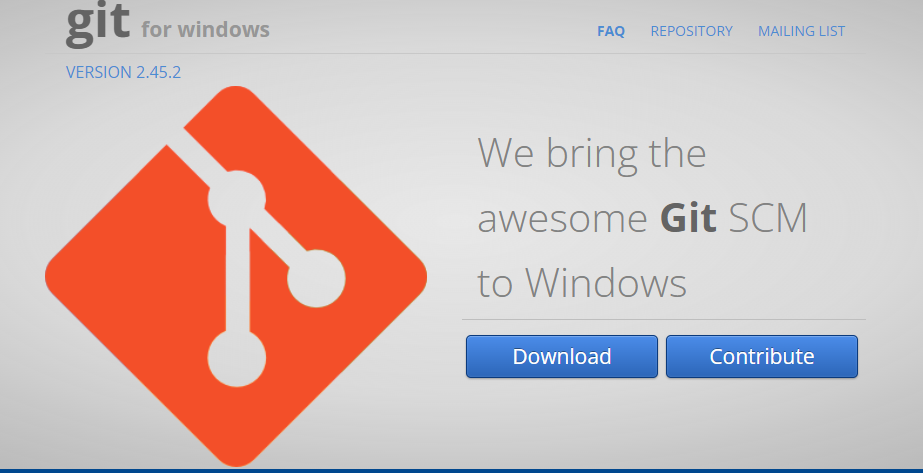 git for windows
FAQ REPOSITORY MAILING LIST
VERSION 2.45.2
We bring the
awesome Git SCM
to Windows
Download Contribute